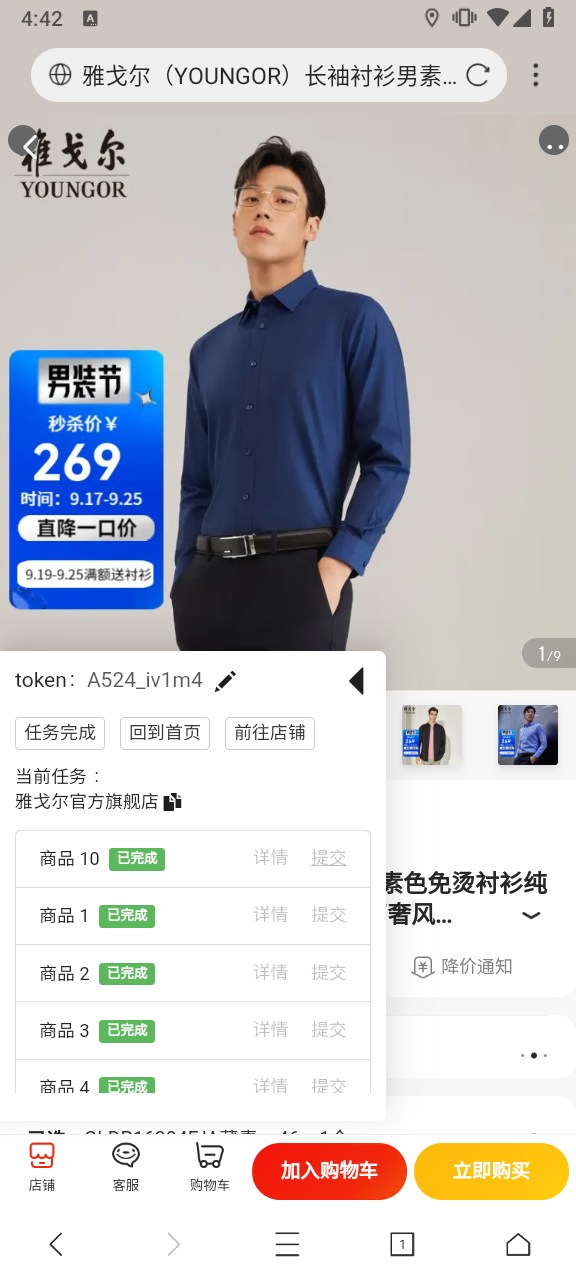 4:42
A
雅戈尔（YOUNGOR）长袖衬衫男素...
雅戈尔
YOUNGOR
男装节
秒杀价￥
269
时间：9.17-9.25
直降一口价
9.19-9.25满额送衬衫
1/9
token： A524_iv1m4
任务完成 回到首页 前往店铺
当前任务：
雅戈尔官方旗舰店
商品 10 已完成 详情 提交
商品 1 已完成 详情 提交
商品 2 已完成 详情 提交
商品 3 已完成 详情 提交
商品 4 已完成 详情 提交
269
269
素色免烫衬衫纯
奢风...
降价通知
店铺 客服 购物车 加入购物车 立即购买
1